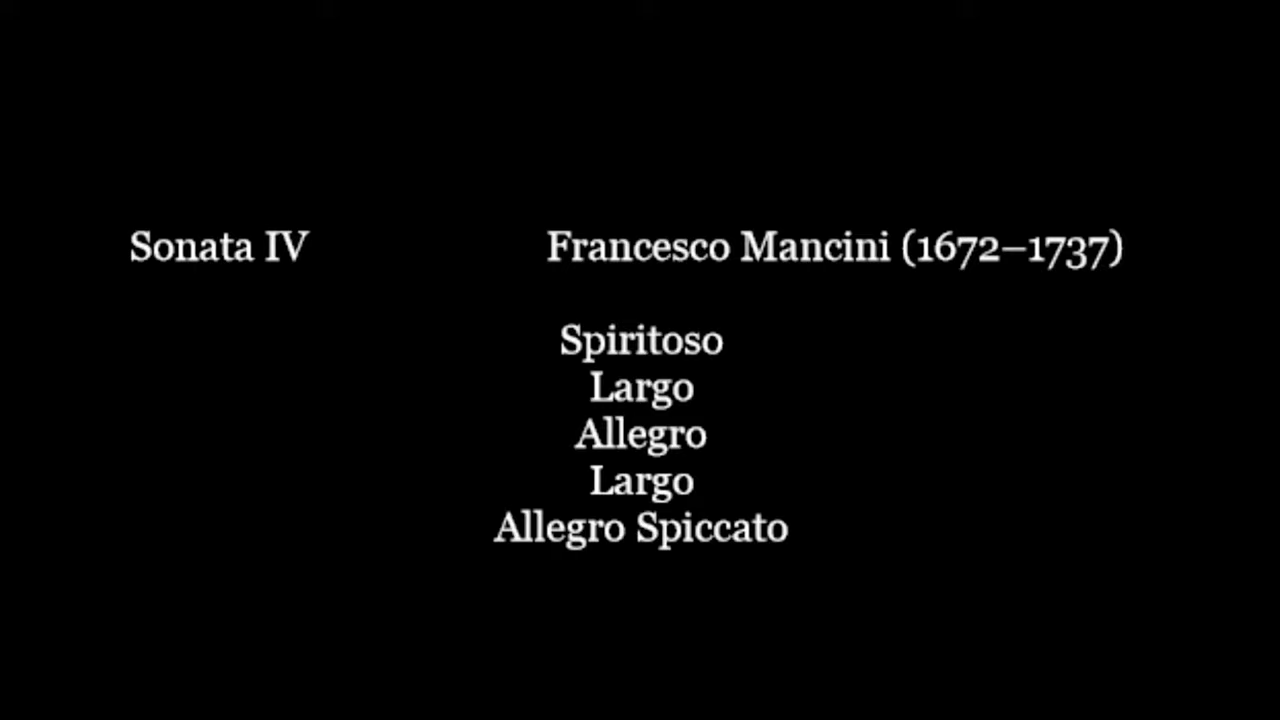 Sonata IV Francesco Mancini (1672–1737)
Spiritoso
Largo
Allegro
Largo
Allegro Spiccato